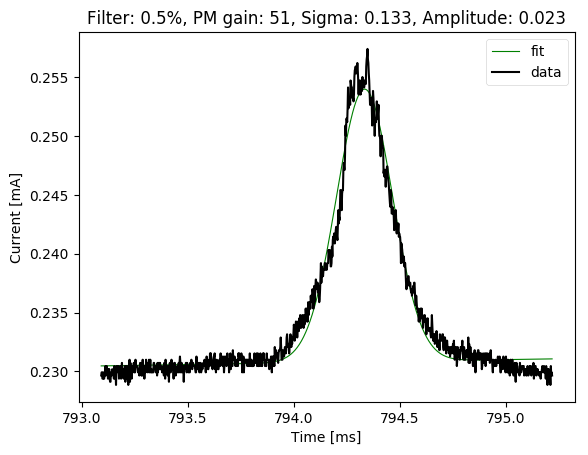 Filter: 0.5%, PM gain: 51, Sigma: 0.133, Amplitude: 0.023
fit
data
0.255
0.250
0.245
0.240
0.235
0.230
Current [mA]
793.0 793.5 794.0 794.5 795.0
Time [ms]